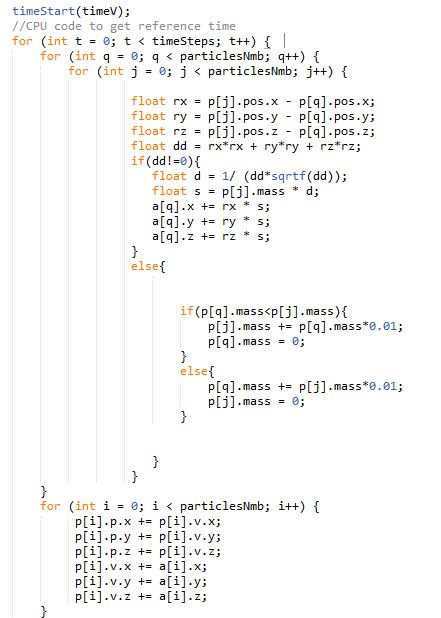 timeStart(timeV);
//CPU code to get reference time
for (int t = 0; t < timeSteps; t++) {
for (int q = 0; q < particlesNmb; q++) {
for (int j = 0; j < particlesNmb; j++) {
float rx = p[j].pos.x - p[q].pos.x;
float ry = p[j].pos.y - p[q].pos.y;
float rz = p[j].pos.z - p[q].pos.z;
float dd = rx*rx + ry*ry + rz*rz;
if(dd!=0){
float d = 1/ (dd*sqrtf(dd));
float s = p[j].mass * d;
a[q].x += rx * s;
a[q].y += ry * s;
a[q].z += rz * s;
}
else{
if(p[q].mass<p[j].mass){
p[j].mass += p[q].mass*0.01;
p[q].mass = 0;
}
else{
p[q].mass += p[j].mass*0.01;
p[j].mass = 0;
}
}
}
}
for (int i = 0; i < particlesNmb; i++) {
p[i].p.x += p[i].v.x;
p[i].p.y += p[i].v.y;
p[i].p.z += p[i].v.z;
p[i].v.x += a[i].x;
p[i].v.y += a[i].y;
p[i].v.z += a[i].z;
}